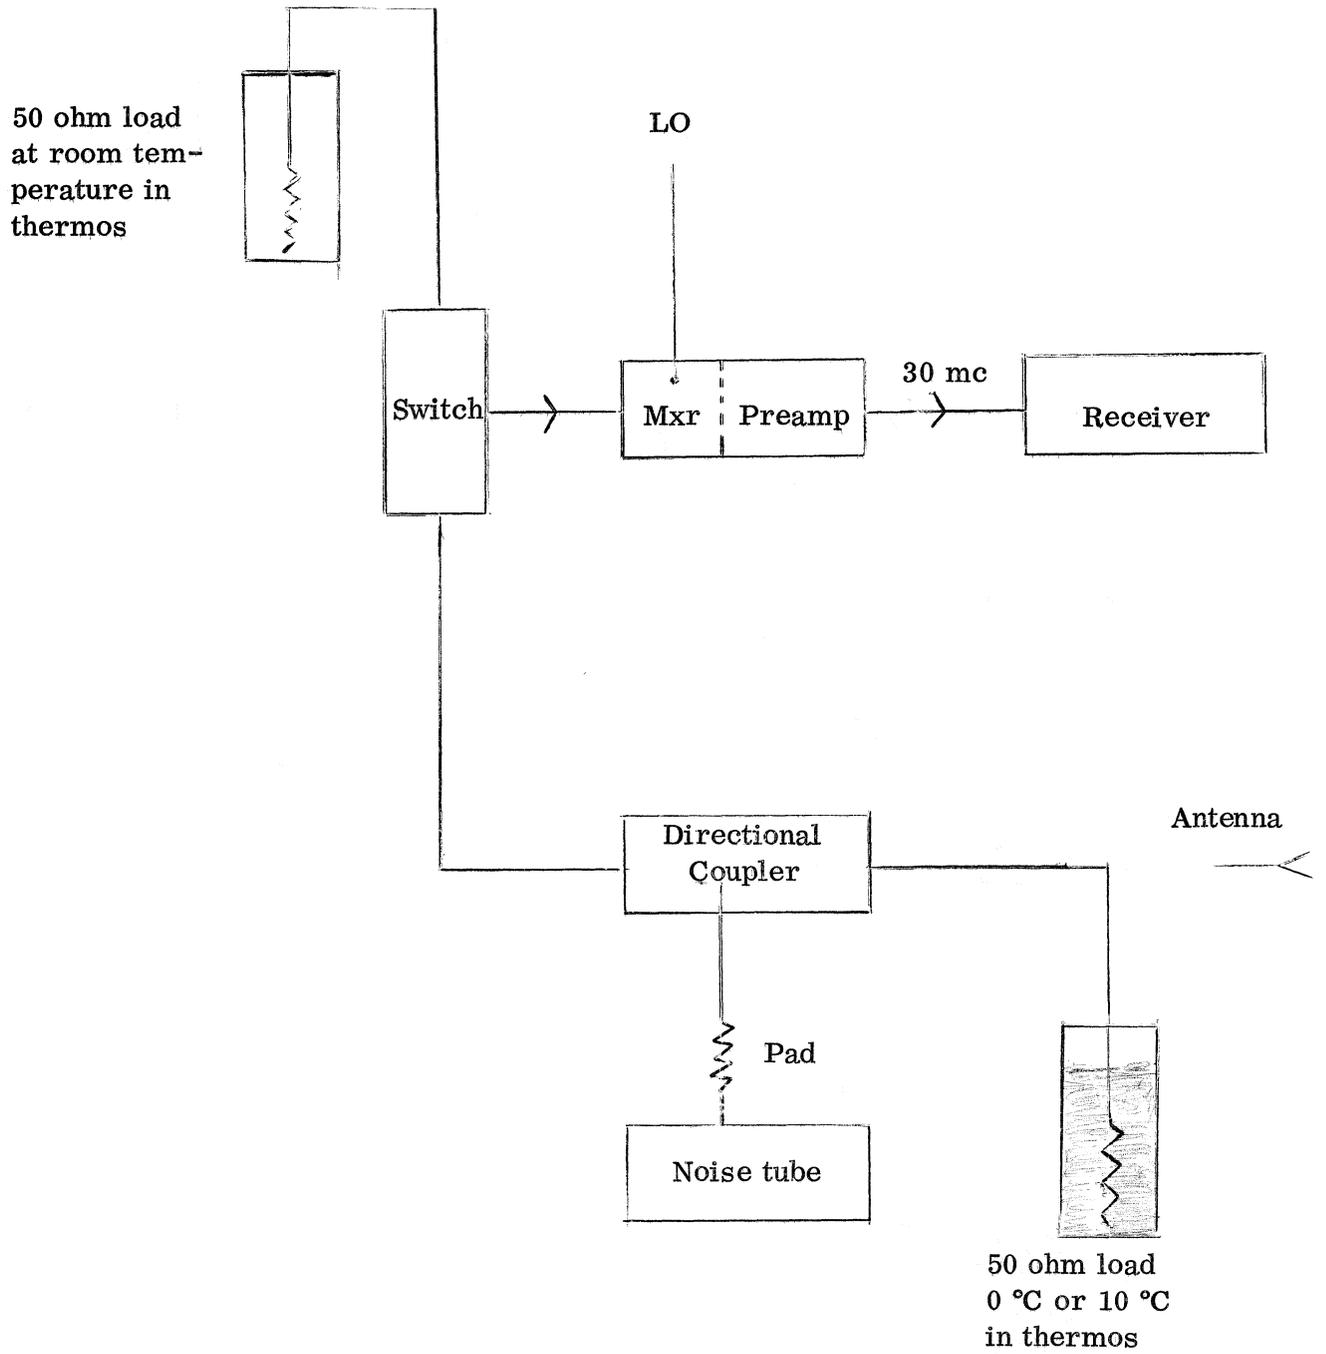 50 ohm load
at room tem-
perature in
thermos
LO
Switch
Mxr
Preamp
30 mc
Receiver
Directional
Coupler
Antenna
Pad
Noise tube
50 ohm load
0 °C or 10 °C
in thermos